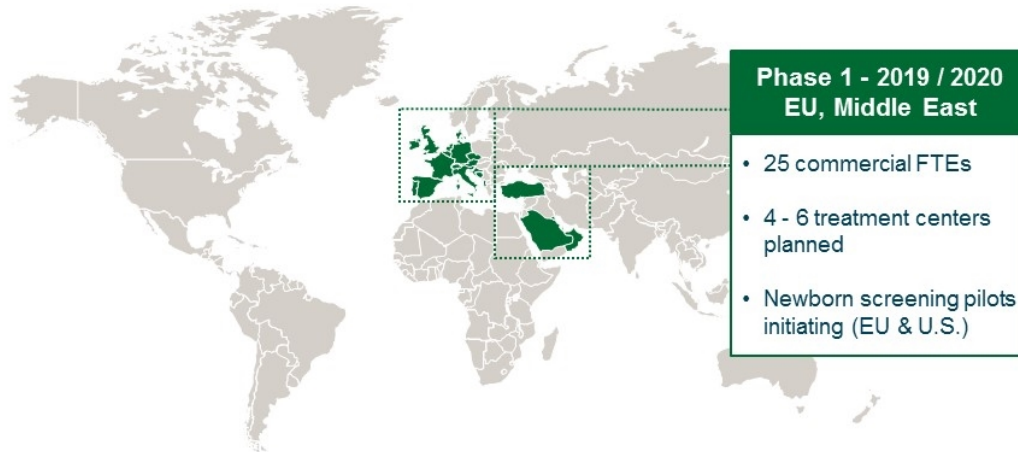 Phase 1 - 2019 / 2020
EU, Middle East
• 25 commercial FTEs
• 4 - 6 treatment centers
planned
• Newborn screening pilots
initiating (EU & U.S.)